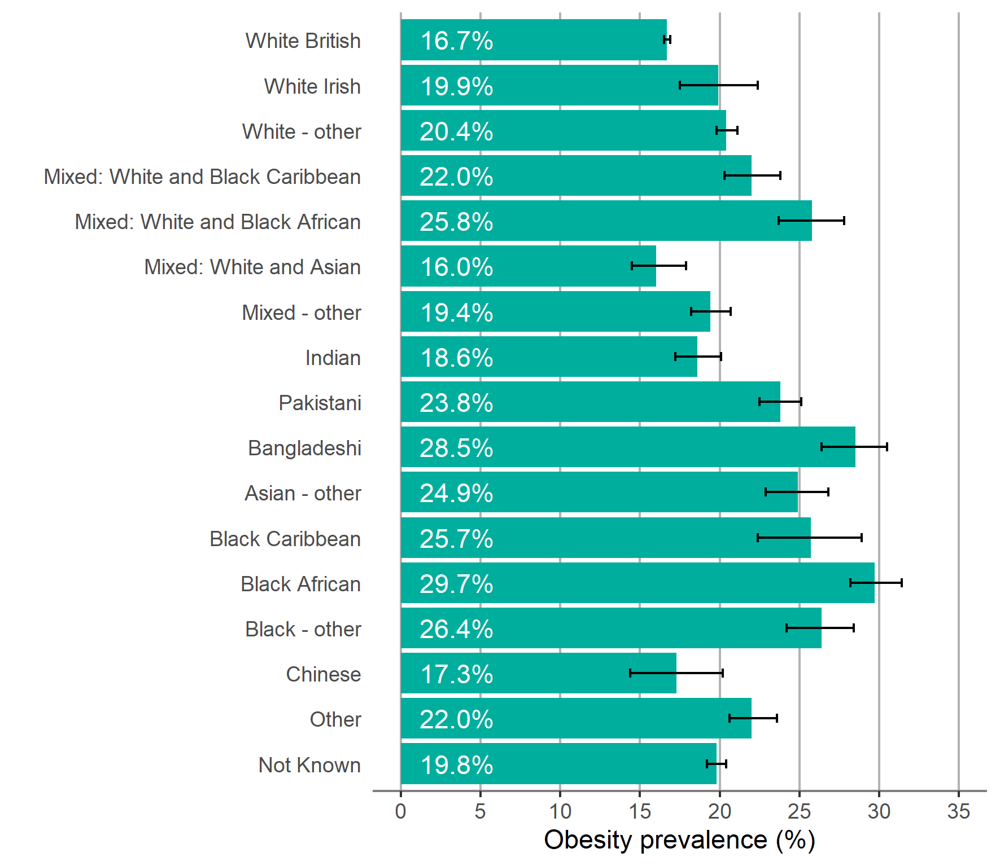 White British 16.7%
White Irish 19.9%
White - other 20.4%
Mixed: White and Black Caribbean 22.0%
Mixed: White and Black African 25.8%
Mixed: White and Asian 16.0%
Mixed - other 19.4%
Indian 18.6%
Pakistani 23.8%
Bangladeshi 28.5%
Asian - other 24.9%
Black Caribbean 25.7%
Black African 29.7%
Black - other 26.4%
Chinese 17.3%
Other 22.0%
Not Known 19.8%
0 5 10 15 20 25 30 35
Obesity prevalence (%)